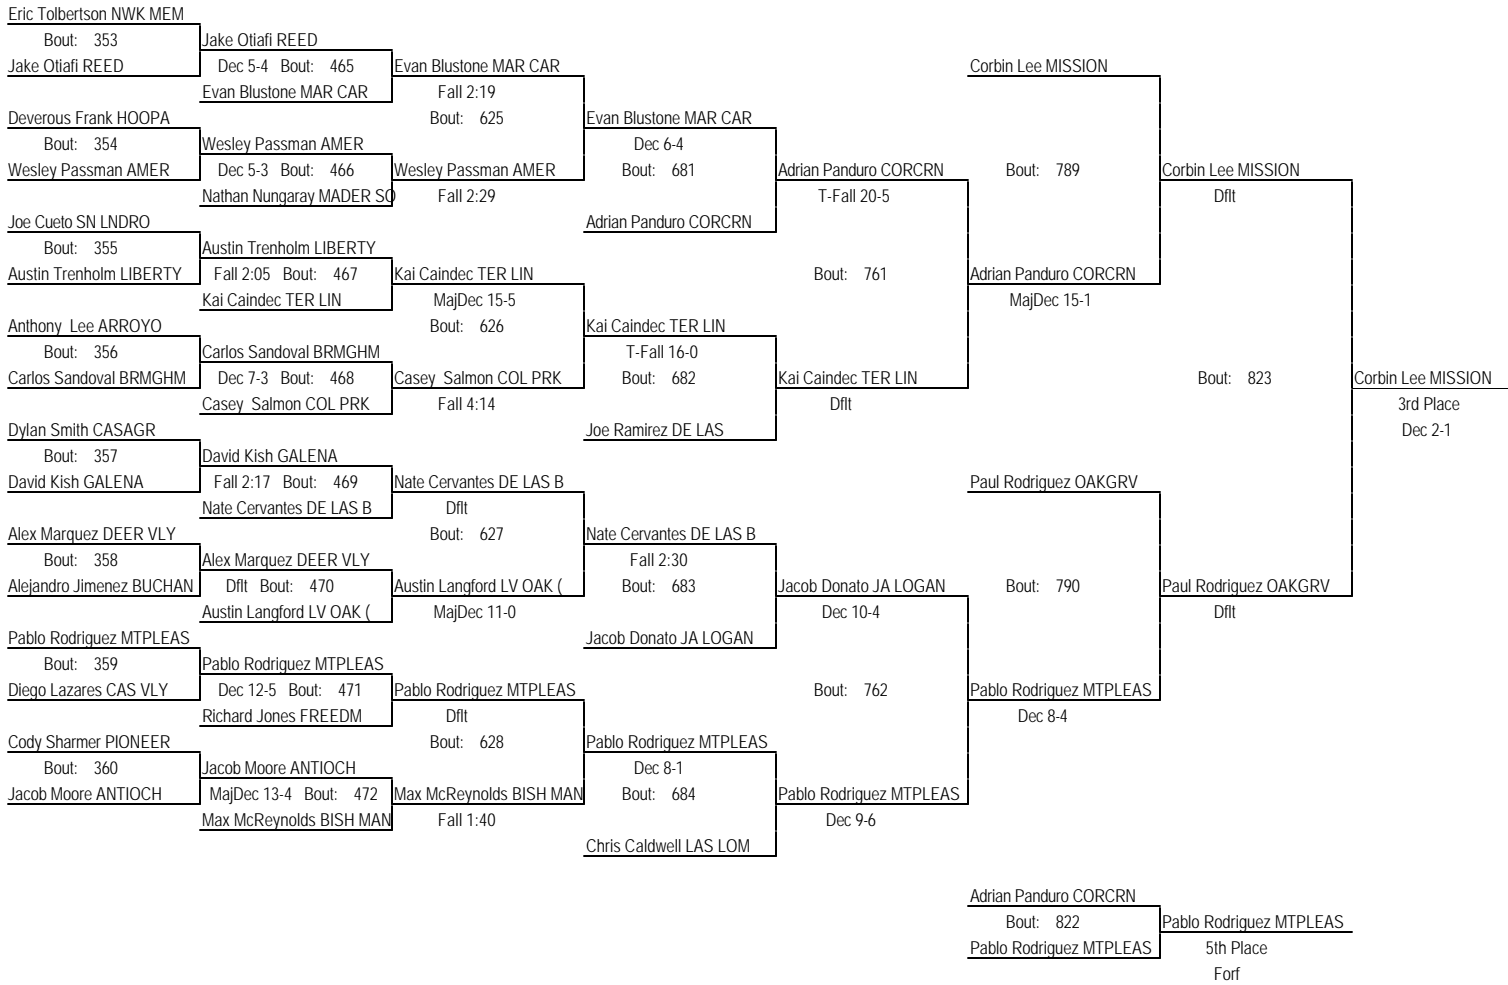 Eric Tolbertson NWK MEM
Bout: 353
Jake Otiafi REED
Jake Otiafi REED
Dec 5-4 Bout: 465
Evan Blustone MAR CAR
Evan Blustone MAR CAR
Fall 2:19
Bout: 625
Deverous Frank HOOPA
Bout: 354
Wesley Passman AMER
Wesley Passman AMER
Dec 5-3 Bout: 466
Nathan Nungaray MADER SO
Wesley Passman AMER
Fall 2:29
Evan Blustone MAR CAR
Dec 6-4
Bout: 681
Adrian Panduro CORCRN
Adrian Panduro CORCRN
T-Fall 20-5
Joe Cueto SN LNDRO
Bout: 355
Austin Trenholm LIBERTY
Austin Trenholm LIBERTY
Fall 2:05 Bout: 467
Kai Caindec TER LIN
Kai Caindec TER LIN
MajDec 15-5
Bout: 626
Anthony Lee ARROYO
Bout: 356
Carlos Sandoval BRMGHM
Carlos Sandoval BRMGHM
Dec 7-3 Bout: 468
Casey Salmon COL PRK
Casey Salmon COL PRK
Fall 4:14
Kai Caindec TER LIN
T-Fall 16-0
Bout: 682
Joe Ramirez DE LAS
Kai Caindec TER LIN
Dflt
Bout: 761
Corbin Lee MISSION
Bout: 789
Adrian Panduro CORCRN
MajDec 15-1
Corbin Lee MISSION
Dflt
Dylan Smith CASAGR
Bout: 357
David Kish GALENA
David Kish GALENA
Fall 2:17 Bout: 469
Nate Cervantes DE LAS B
Nate Cervantes DE LAS B
Dflt
Bout: 627
Alex Marquez DEER VLY
Bout: 358
Alejandro Jimenez BUCHAN
Alex Marquez DEER VLY
Dflt Bout: 470
Austin Langford LV OAK (
Austin Langford LV OAK (
MajDec 11-0
Nate Cervantes DE LAS B
Fall 2:30
Bout: 683
Jacob Donato JA LOGAN
Jacob Donato JA LOGAN
Dec 10-4
Pablo Rodriguez MTPLEAS
Bout: 359
Diego Lazares CAS VLY
Pablo Rodriguez MTPLEAS
Dec 12-5 Bout: 471
Richard Jones FREEDM
Pablo Rodriguez MTPLEAS
Dflt
Bout: 628
Cody Sharmer PIONEER
Bout: 360
Jacob Moore ANTIOCH
Jacob Moore ANTIOCH
MajDec 13-4 Bout: 472
Max McReynolds BISH MAN
Max McReynolds BISH MAN
Fall 1:40
Pablo Rodriguez MTPLEAS
Dec 8-1
Bout: 684
Chris Caldwell LAS LOM
Pablo Rodriguez MTPLEAS
Dec 9-6
Bout: 762
Paul Rodriguez OAKGRV
Bout: 790
Pablo Rodriguez MTPLEAS
Dec 8-4
Paul Rodriguez OAKGRV
Dflt
Bout: 823
Corbin Lee MISSION
3rd Place
Dec 2-1
Adrian Panduro CORCRN
Bout: 822
Pablo Rodriguez MTPLEAS
Pablo Rodriguez MTPLEAS
5th Place
Forf